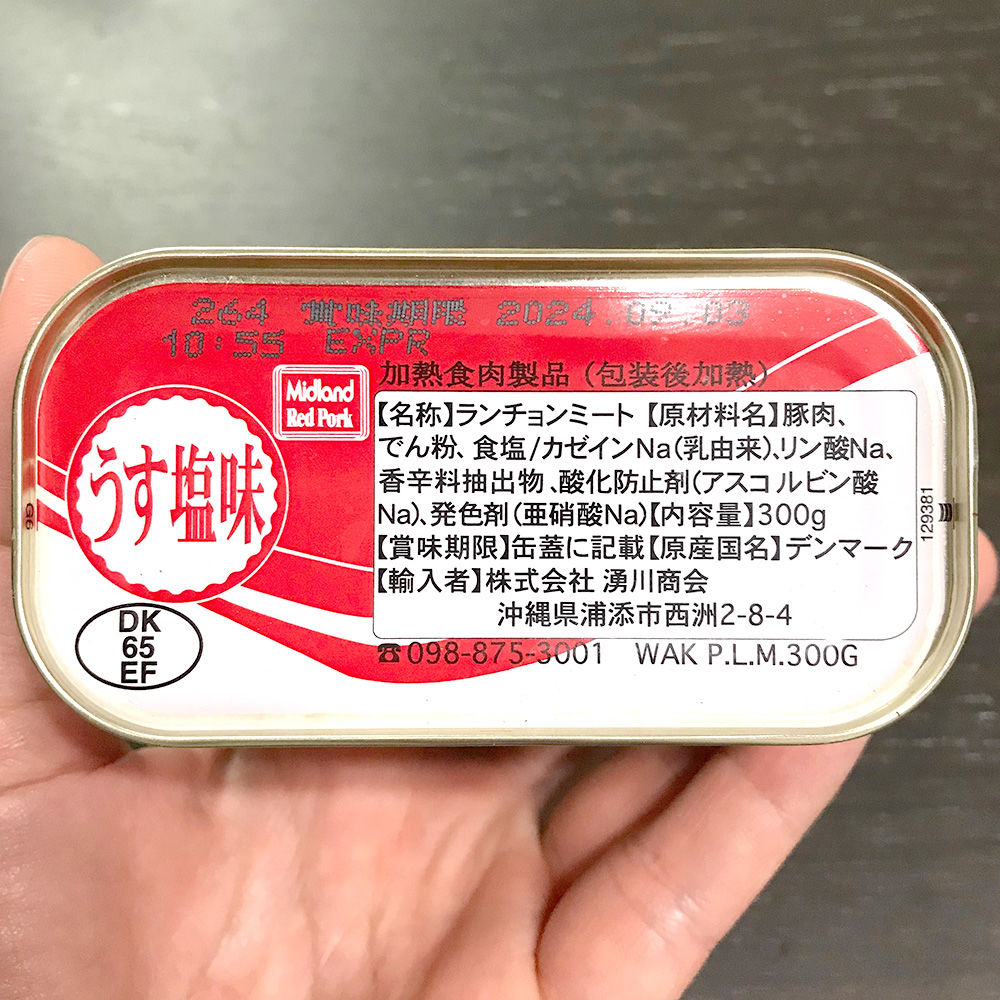 264 賞味期限 2024.09.03
10:55 EXPR
加熱食肉製品（包装後加熱）
Midland
Red Pork
うす塩味
【名称】ランチョンミート【原材料名】豚肉、
でん粉、食塩/カゼインNa(乳由来)、リン酸Na、
香辛料抽出物、酸化防止剤(アスコルビン酸
Na)、発色剤(亜硝酸Na)【内容量】300g
【賞味期限】缶蓋に記載【原産国名】デンマーク
【輸入者】株式会社 湧川商会
沖縄県浦添市西洲2-8-4
☎098-875-3001 WAK P.L.M.300G
DK
65
EF
129381